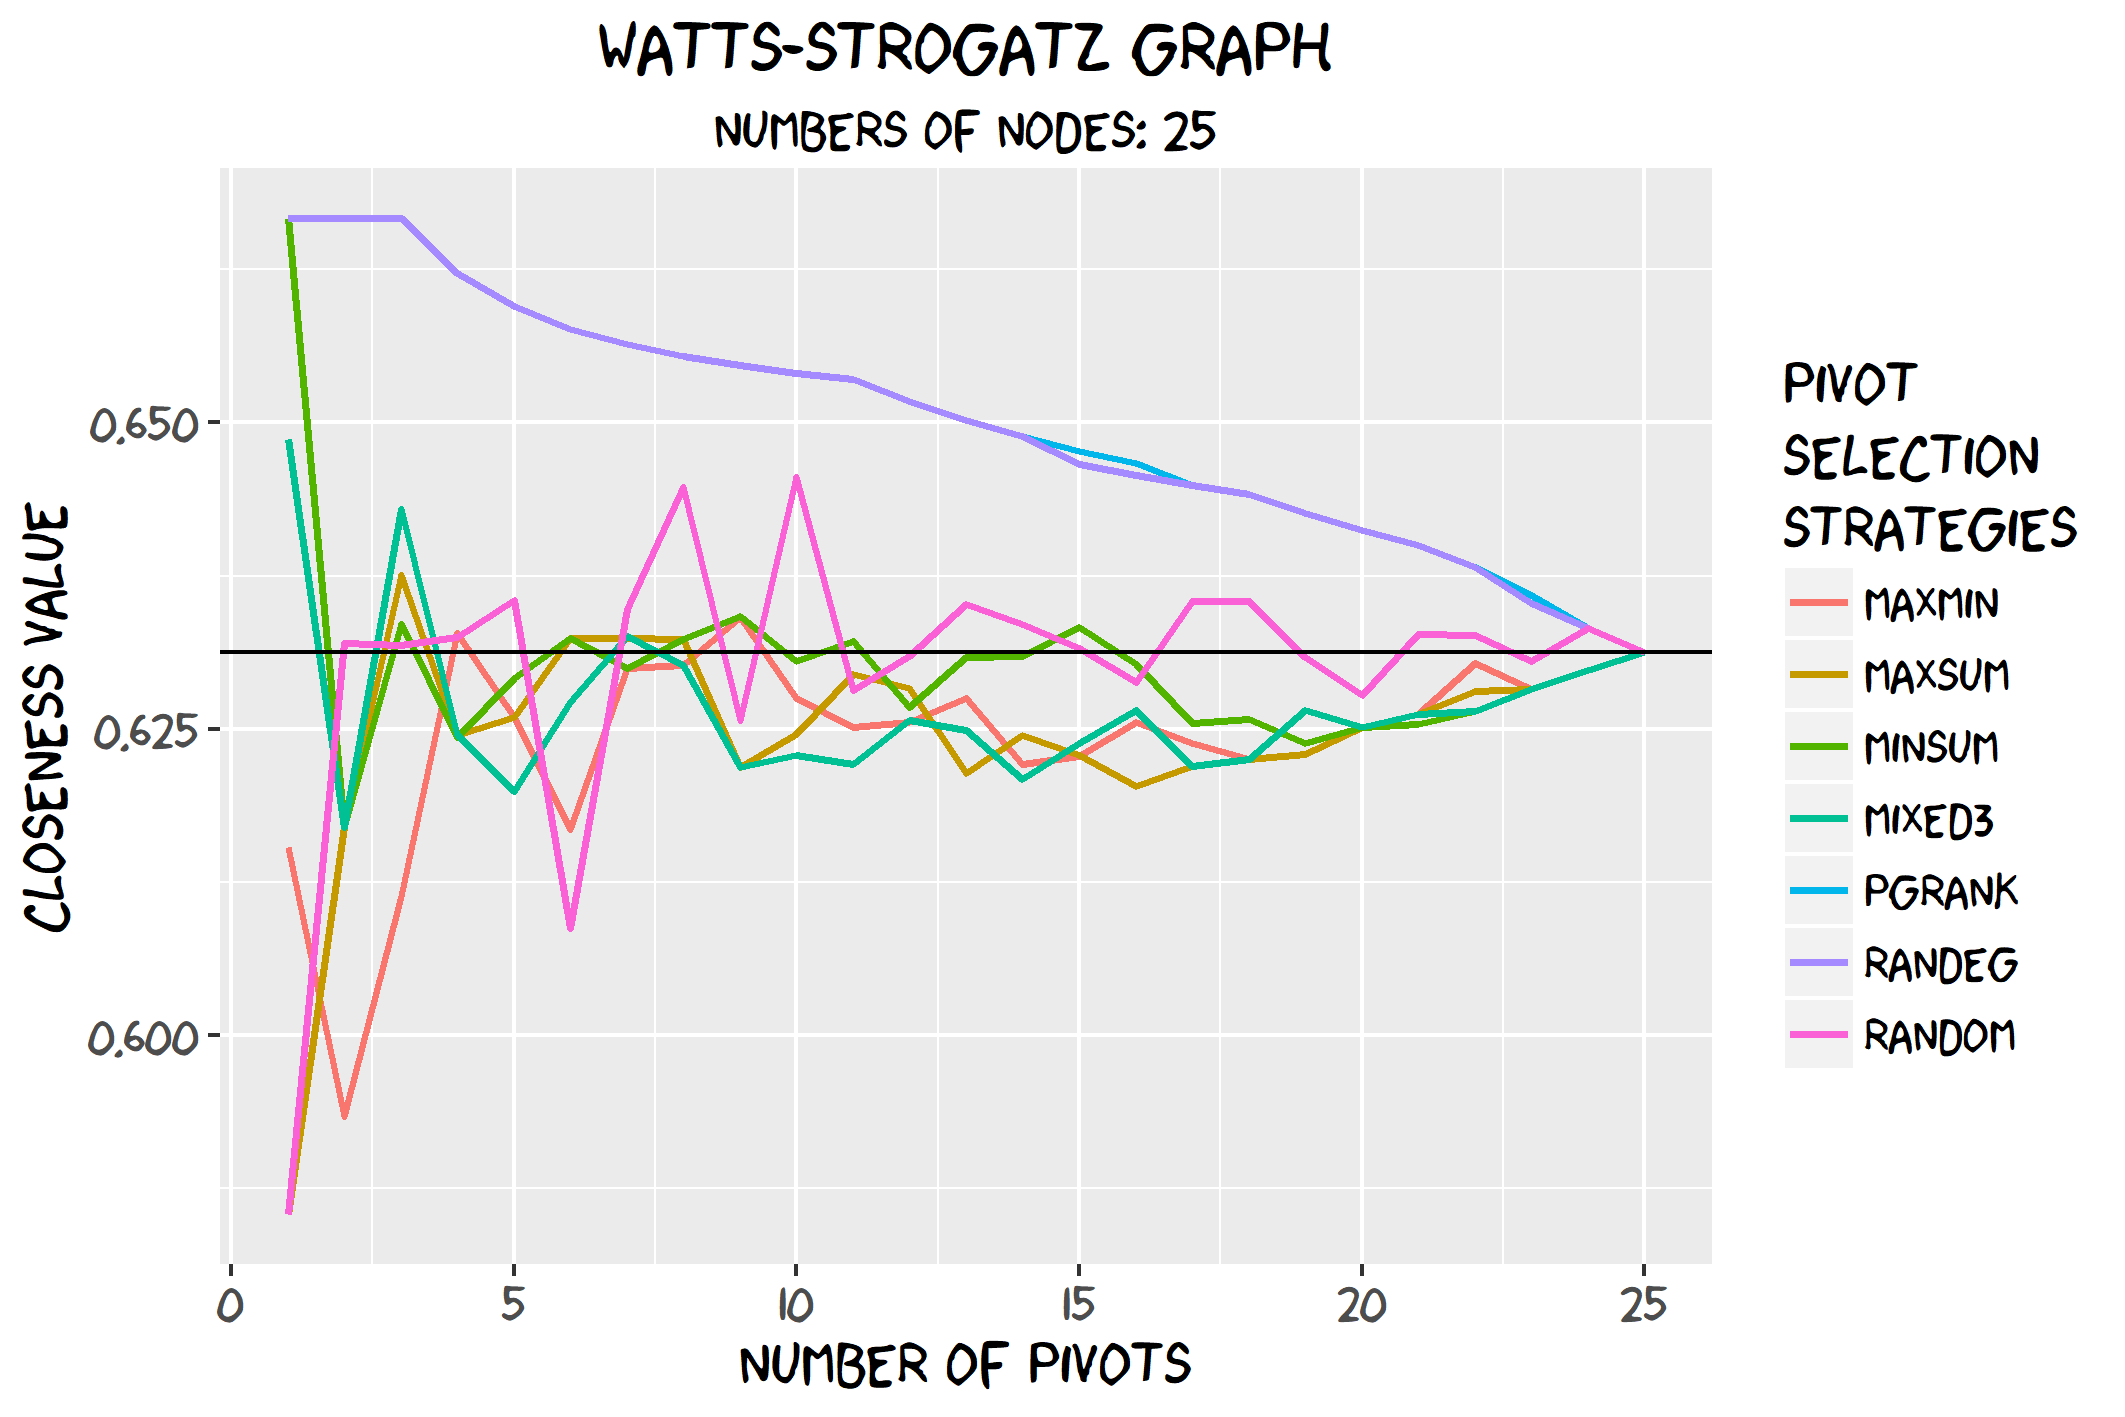 WATTS-STROGATZ GRAPH
NUMBERS OF NODES: 25
CLOSENESS VALUE
0,650
0,625
0,600
0 5 10 15 20 25
NUMBER OF PIVOTS
PIVOT
SELECTION
STRATEGIES
MAXMIN
MAXSUM
MINSUM
MIXED3
PGRANK
RANDEG
RANDOM